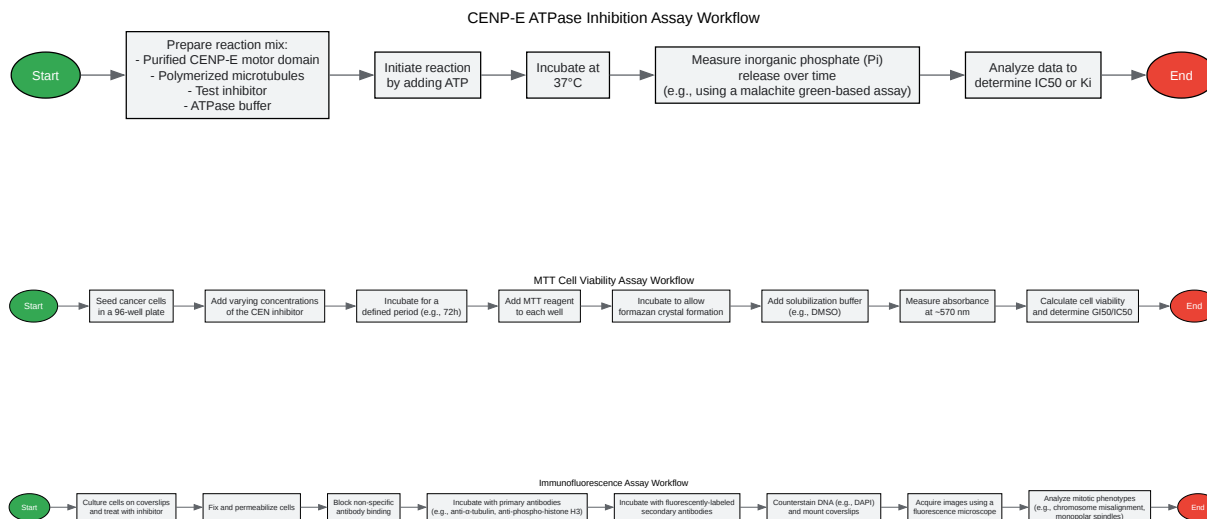 CENP-E ATPase Inhibition Assay Workflow
Start
Prepare reaction mix:
- Purified CENP-E motor domain
- Polymerized microtubules
- Test inhibitor
- ATPase buffer
Initiate reaction
by adding ATP
Incubate at
37°C
Measure inorganic phosphate (Pi)
release over time
(e.g., using a malachite green-based assay)
Analyze data to
determine IC50 or Ki
End
MTT Cell Viability Assay Workflow
Start
Seed cancer cells
in a 96-well plate
Add varying concentrations
of the CEN inhibitor
Incubate for a
defined period (e.g., 72h)
Add MTT reagent
to each well
Incubate to allow
formazan crystal formation
Add solubilization buffer
(e.g., DMSO)
Measure absorbance
at ~570 nm
Calculate cell viability
and determine GI50/IC50
End
Immunofluorescence Assay Workflow
Start
Culture cells on coverslips
and treat with inhibitor
Fix and permeabilize cells
Block non-specific
antibody binding
Incubate with primary antibodies
(e.g., anti-α-tubulin, anti-phospho-histone H3)
Incubate with fluorescently-labeled
secondary antibodies
Counterstain DNA (e.g., DAPI)
and mount coverslips
Acquire images using a
fluorescence microscope
Analyze mitotic phenotypes
(e.g., chromosome misalignment,
monopolar spindles)
End